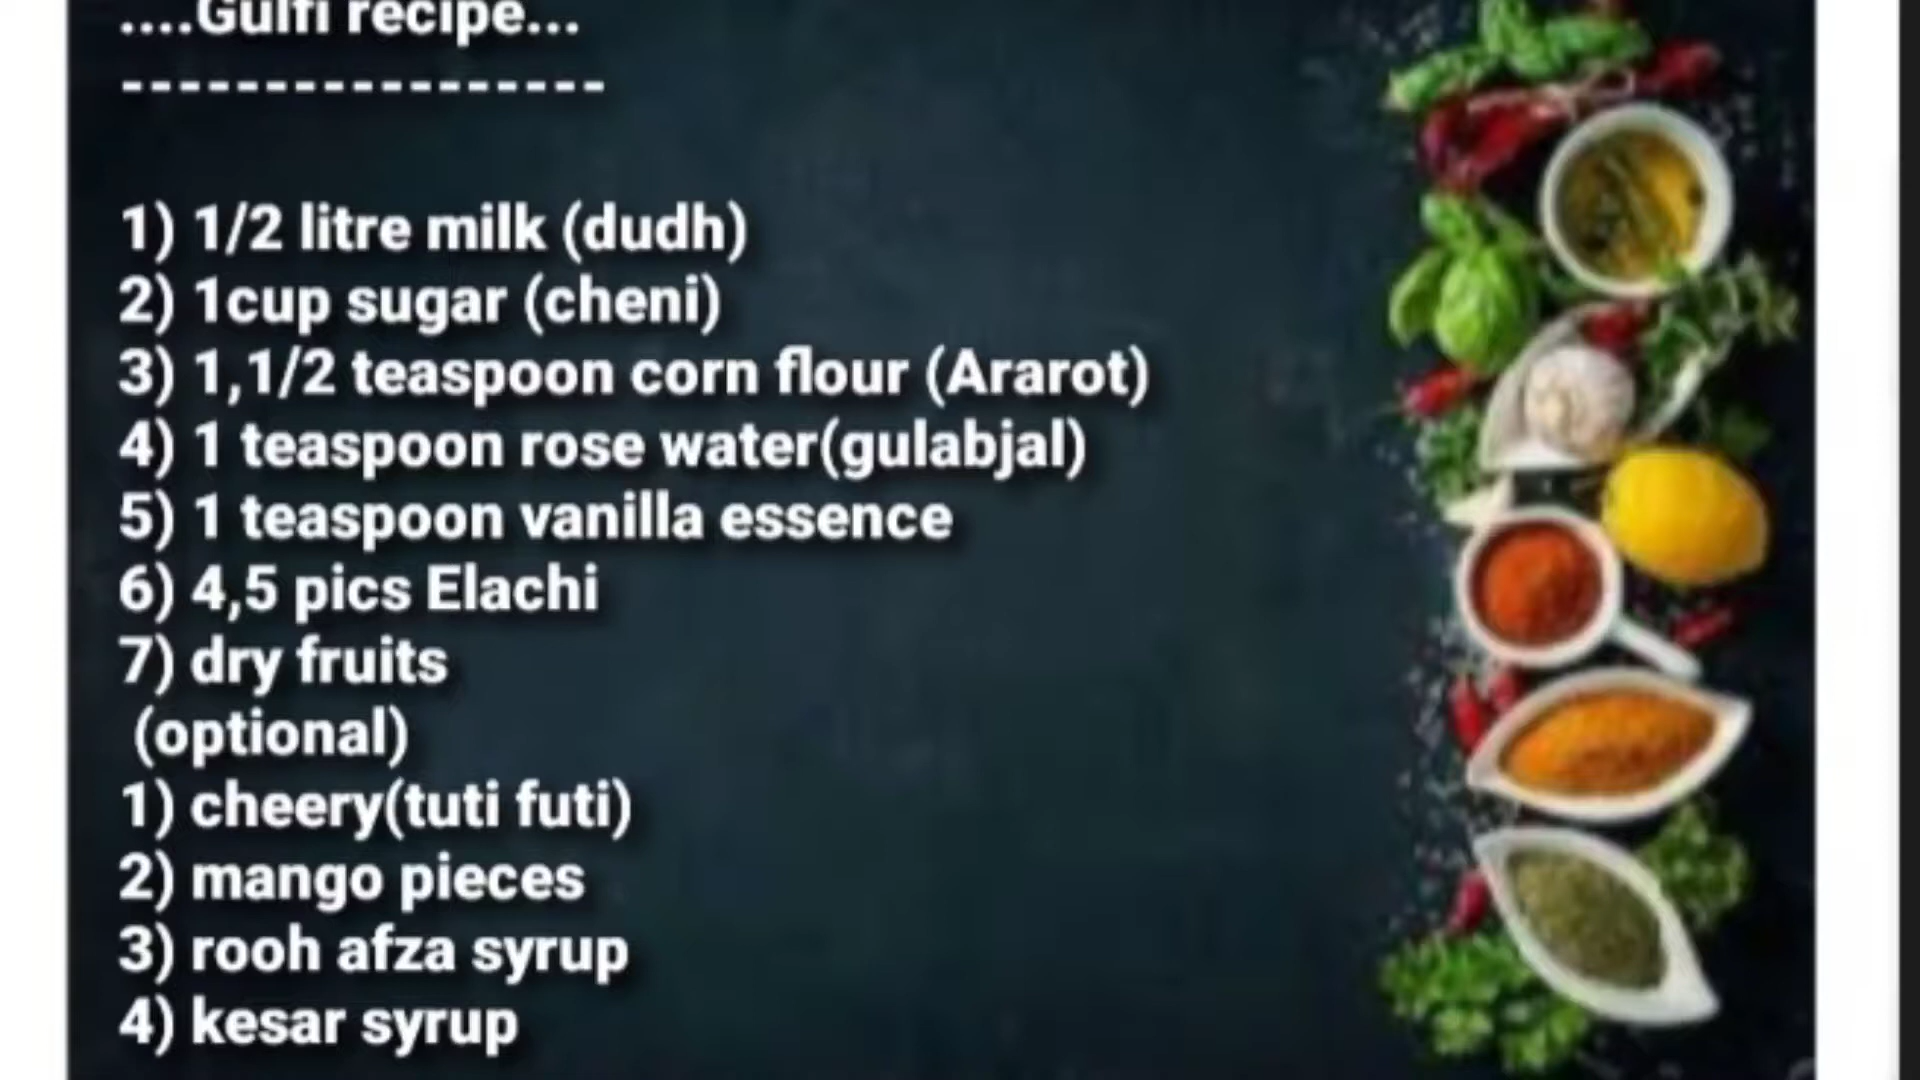 ....Gulfi recipe...
-----------------
1) 1/2 litre milk (dudh)
2) 1cup sugar (cheni)
3) 1,1/2 teaspoon corn flour (Ararot)
4) 1 teaspoon rose water(gulabjal)
5) 1 teaspoon vanilla essence
6) 4,5 pics Elachi
7) dry fruits
(optional)
1) cheery(tuti futi)
2) mango pieces
3) rooh afza syrup
4) kesar syrup